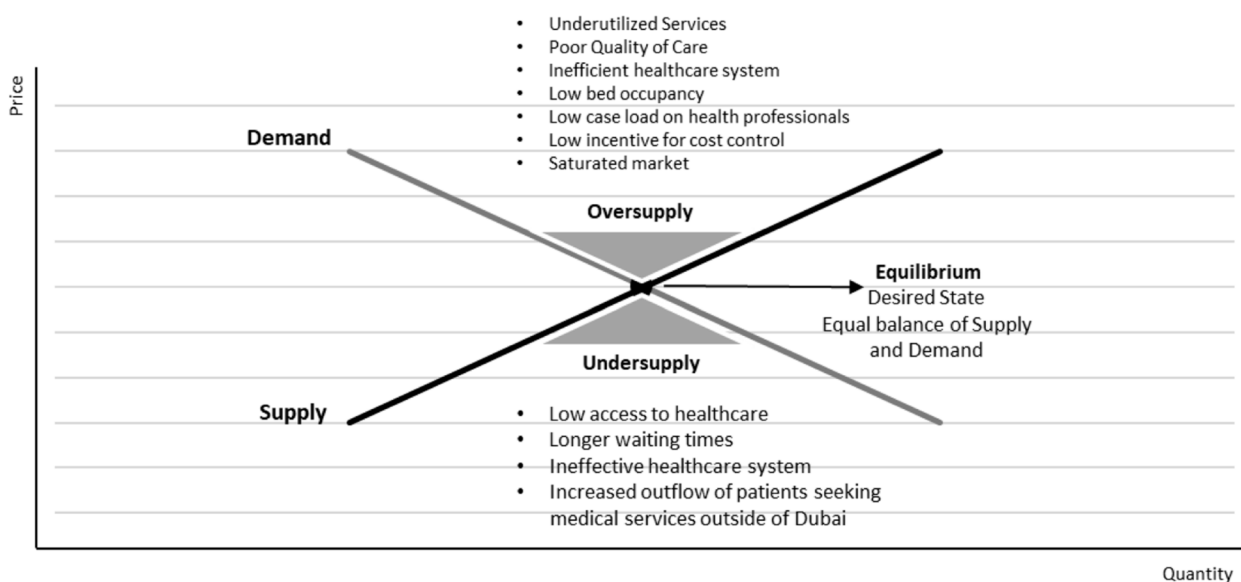 • Underutilized Services
• Poor Quality of Care
• Inefficient healthcare system
• Low bed occupancy
• Low case load on health professionals
• Low incentive for cost control
• Saturated market
Price
Demand
Oversupply
Equilibrium
Desired State
Equal balance of Supply
and Demand
Undersupply
Supply
• Low access to healthcare
• Longer waiting times
• Ineffective healthcare system
• Increased outflow of patients seeking
medical services outside of Dubai
Quantity